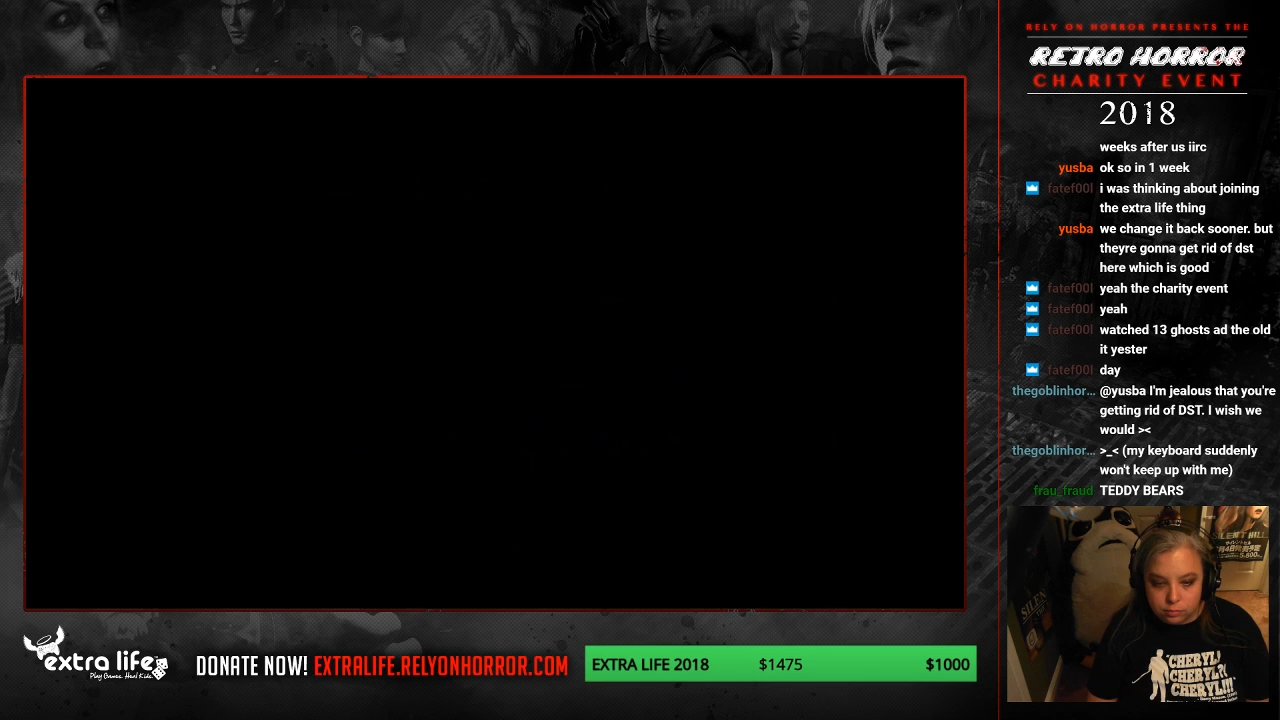 RELY ON HORROR PRESENTS THE
RETRO HORROR
CHARITY EVENT
2018
weeks after us iirc
yusba ok so in 1 week
fatef00l i was thinking about joining
the extra life thing
yusba we change it back sooner. but
theyre gonna get rid of dst
here which is good
fatef00l yeah the charity event
fatef00l yeah
fatef00l watched 13 ghosts ad the old
it yester
fatef00l day
thegoblinhor... @yusba I'm jealous that you're
getting rid of DST. I wish we
would ><
thegoblinhor... >_< (my keyboard suddenly
won't keep up with me)
frau_fraud TEDDY BEARS
SILEN
"CHERYL!
CHERYL?!
CHERYL!!!"
extra life
Play Games. Heal Kids.
DONATE NOW! EXTRALIFE.RELYONHORROR.COM
EXTRA LIFE 2018 $1475 $1000